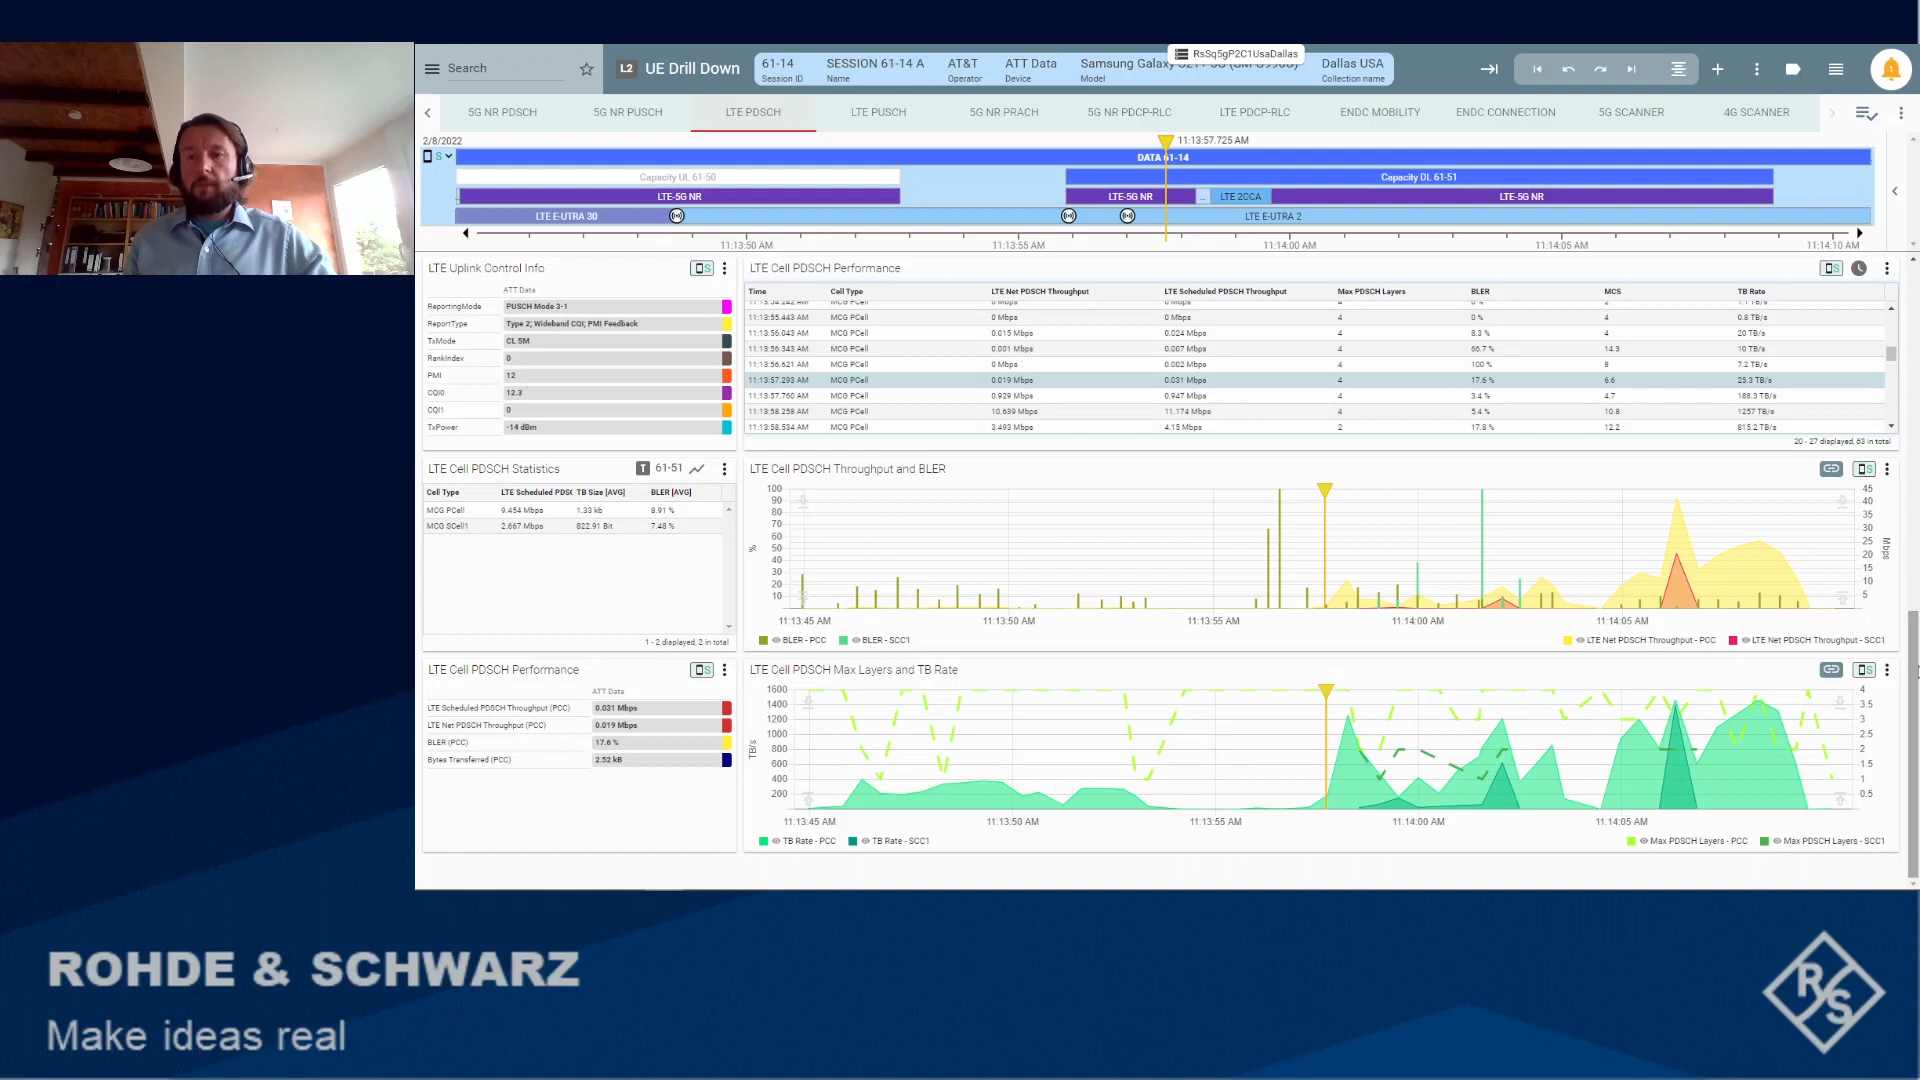 RsSq5gP2C1UsaDallas
Search
L2 UE Drill Down
61-14 SESSION 61-14 A AT&T ATT Data Samsung Galaxy Dallas USA
Session ID Name Operator Device Model Collection name
1
5G NR PDSCH 5G NR PUSCH LTE PDSCH LTE PUSCH 5G NR PRACH 5G NR PDCP-RLC LTE PDCP-RLC ENDC MOBILITY ENDC CONNECTION 5G SCANNER 4G SCANNER
2/8/2022 11:13:57.725 AM
S DATA 61-14
Capacity UL 61-50 Capacity DL 61-51
LTE-5G NR LTE-5G NR ... LTE 2CCA LTE-5G NR
LTE E-UTRA 30 LTE E-UTRA 2
11:13:50 AM 11:13:55 AM 11:14:00 AM 11:14:05 AM 11:14:10 AM
LTE Uplink Control Info S
ATT Data
ReportingMode PUSCH Mode 3-1
ReportType Type 2; Wideband CQI; PMI Feedback
TxMode CL SM
RankIndex 0
PMI 12
CQI0 12.3
CQI1 0
TxPower -14 dBm
LTE Cell PDSCH Performance S
Time Cell Type LTE Net PDSCH Throughput LTE Scheduled PDSCH Throughput Max PDSCH Layers BLER MCS TB Rate
11:13:55.443 AM MCG PCell 0 Mbps 0 Mbps 4 0 % 4 0.8 TB/s
11:13:56.043 AM MCG PCell 0.015 Mbps 0.024 Mbps 4 8.3 % 4 20 TB/s
11:13:56.343 AM MCG PCell 0.001 Mbps 0.007 Mbps 4 66.7 % 14.3 10 TB/s
11:13:56.621 AM MCG PCell 0 Mbps 0.002 Mbps 4 100 % 8 7.2 TB/s
11:13:57.293 AM MCG PCell 0.019 Mbps 0.031 Mbps 4 17.6 % 6.6 25.3 TB/s
11:13:57.760 AM MCG PCell 0.929 Mbps 0.947 Mbps 4 3.4 % 4.7 188.3 TB/s
11:13:58.258 AM MCG PCell 10.639 Mbps 11.174 Mbps 4 5.4 % 10.8 1257 TB/s
11:13:58.534 AM MCG PCell 3.493 Mbps 4.15 Mbps 2 17.8 % 12.2 815.2 TB/s
20 - 27 displayed, 63 in total
LTE Cell PDSCH Statistics T 61-51
Cell Type LTE Scheduled PDSC TB Size [AVG] BLER [AVG]
MCG PCell 9.454 Mbps 1.33 kb 8.91 %
MCG SCell1 2.667 Mbps 822.91 Bit 7.48 %
1 - 2 displayed, 2 in total
LTE Cell PDSCH Throughput and BLER S
100 90 80 70 60 50 40 30 20 10
%
45 40 35 30 25 20 15 10 5
Mbps
11:13:45 AM 11:13:50 AM 11:13:55 AM 11:14:00 AM 11:14:05 AM
BLER - PCC BLER - SCC1 LTE Net PDSCH Throughput - PCC LTE Net PDSCH Throughput - SCC1
LTE Cell PDSCH Performance S
ATT Data
LTE Scheduled PDSCH Throughput (PCC) 0.031 Mbps
LTE Net PDSCH Throughput (PCC) 0.019 Mbps
BLER (PCC) 17.6 %
Bytes Transferred (PCC) 2.52 kB
LTE Cell PDSCH Max Layers and TB Rate S
1600 1400 1200 1000 800 600 400 200
TB/s
4 3.5 3 2.5 2 1.5 1 0.5
11:13:45 AM 11:13:50 AM 11:13:55 AM 11:14:00 AM 11:14:05 AM
TB Rate - PCC TB Rate - SCC1 Max PDSCH Layers - PCC Max PDSCH Layers - SCC1
ROHDE & SCHWARZ
Make ideas real
R&S